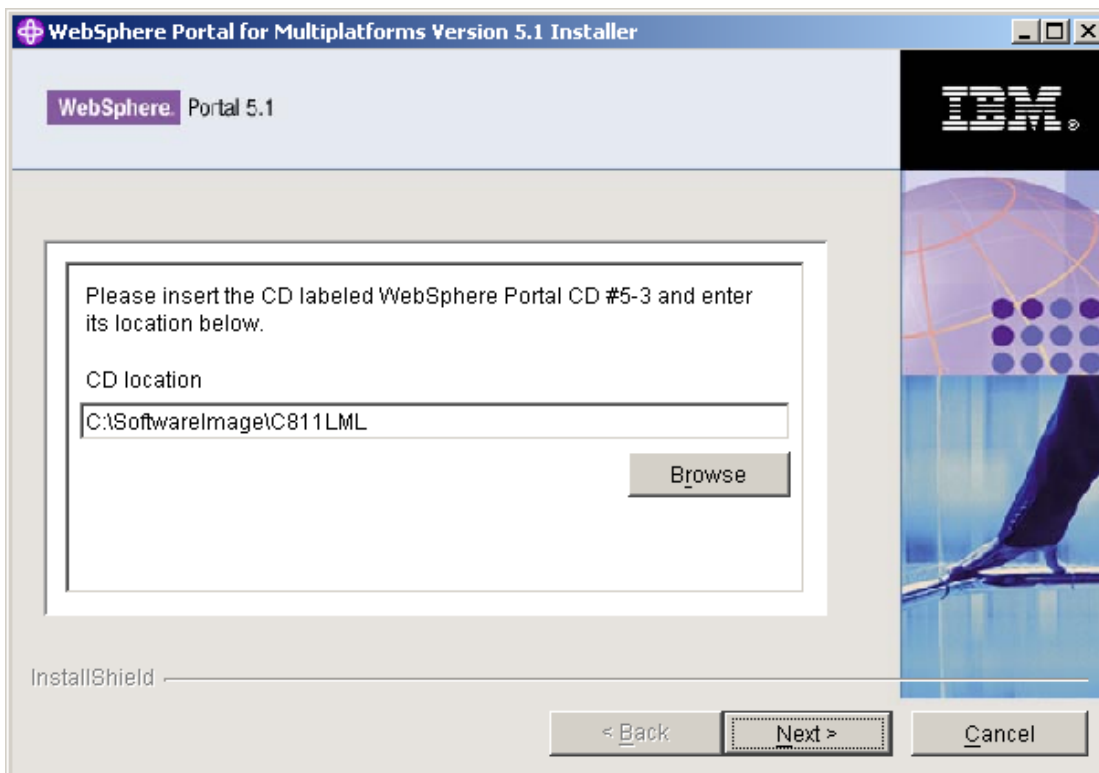 WebSphere Portal for Multiplatforms Version 5.1 Installer
WebSphere. Portal 5.1
IBM®
Please insert the CD labeled WebSphere Portal CD #5-3 and enter
its location below.
CD location
C:\SoftwareImage\C811LML
Browse
InstallShield
< Back
Next >
Cancel